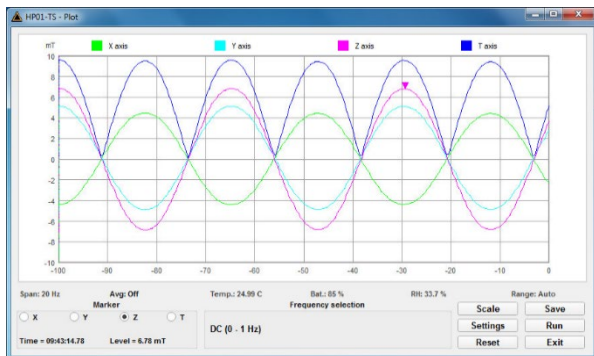 HP01-TS - Plot
mT
X axis
Y axis
Z axis
T axis
10
8
6
4
2
0
-2
-4
-6
-8
-10
-100 -90 -80 -70 -60 -50 -40 -30 -20 -10 0
Span: 20 Hz Avg: Off Temp.: 24.99 C Bat.: 85 % RH: 33.7 % Range: Auto
Marker
X Y Z T
Time = 09:43:14.78 Level = 6.78 mT
Frequency selection
DC (0 - 1 Hz)
Scale Save
Settings Run
Reset Exit